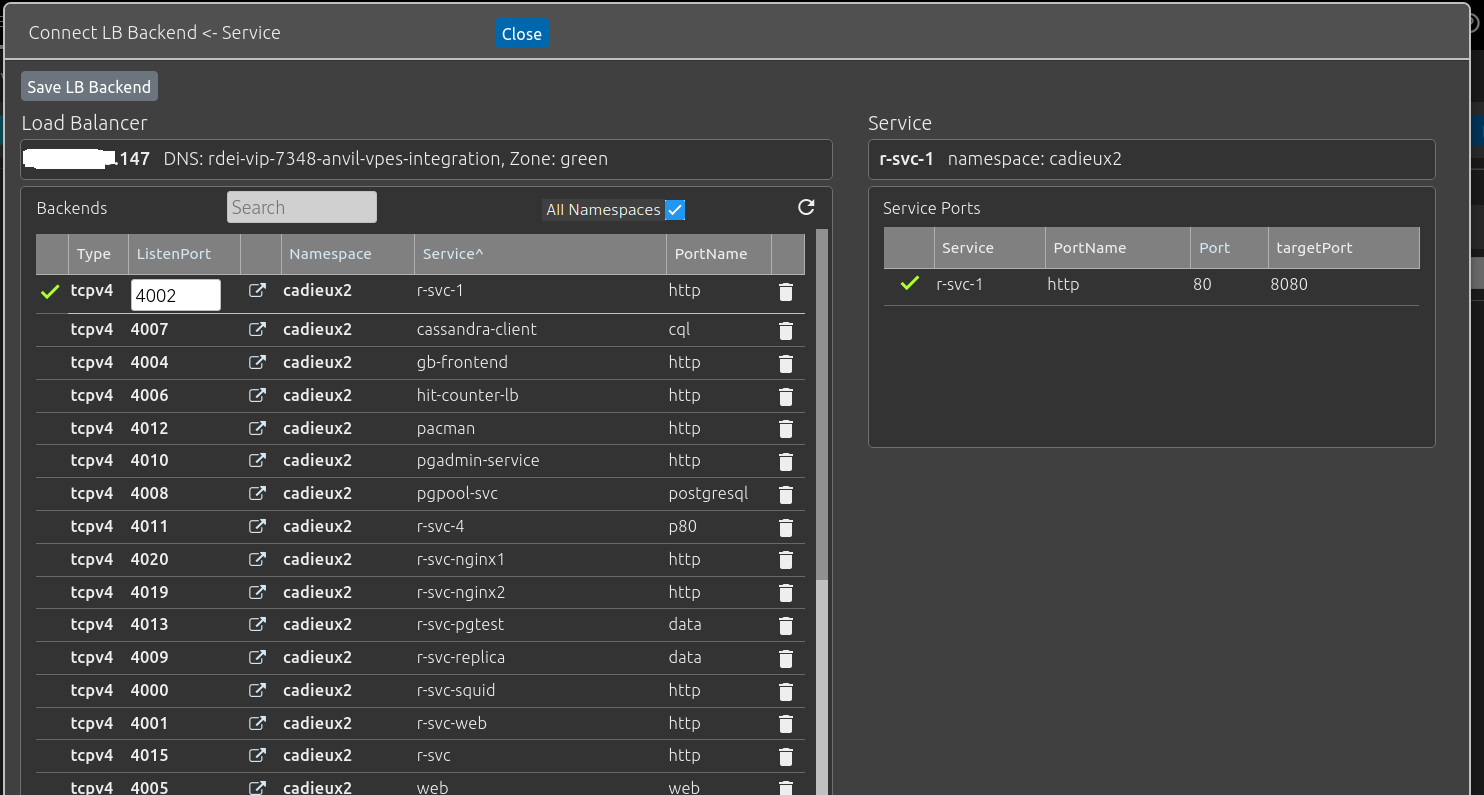 Connect LB Backend <- Service Close
Save LB Backend
Load Balancer
.147 DNS: rdei-vip-7348-anvil-vpes-integration, Zone: green
Backends Search All Namespaces
Type ListenPort Namespace Service^ PortName
tcpv4 4002 cadieux2 r-svc-1 http
tcpv4 4007 cadieux2 cassandra-client cql
tcpv4 4004 cadieux2 gb-frontend http
tcpv4 4006 cadieux2 hit-counter-lb http
tcpv4 4012 cadieux2 pacman http
tcpv4 4010 cadieux2 pgadmin-service http
tcpv4 4008 cadieux2 pgpool-svc postgresql
tcpv4 4011 cadieux2 r-svc-4 p80
tcpv4 4020 cadieux2 r-svc-nginx1 http
tcpv4 4019 cadieux2 r-svc-nginx2 http
tcpv4 4013 cadieux2 r-svc-pgtest data
tcpv4 4009 cadieux2 r-svc-replica data
tcpv4 4000 cadieux2 r-svc-squid http
tcpv4 4001 cadieux2 r-svc-web http
tcpv4 4015 cadieux2 r-svc http
tcpv4 4005 cadieux2 web web
Service
r-svc-1 namespace: cadieux2
Service Ports
Service PortName Port targetPort
r-svc-1 http 80 8080